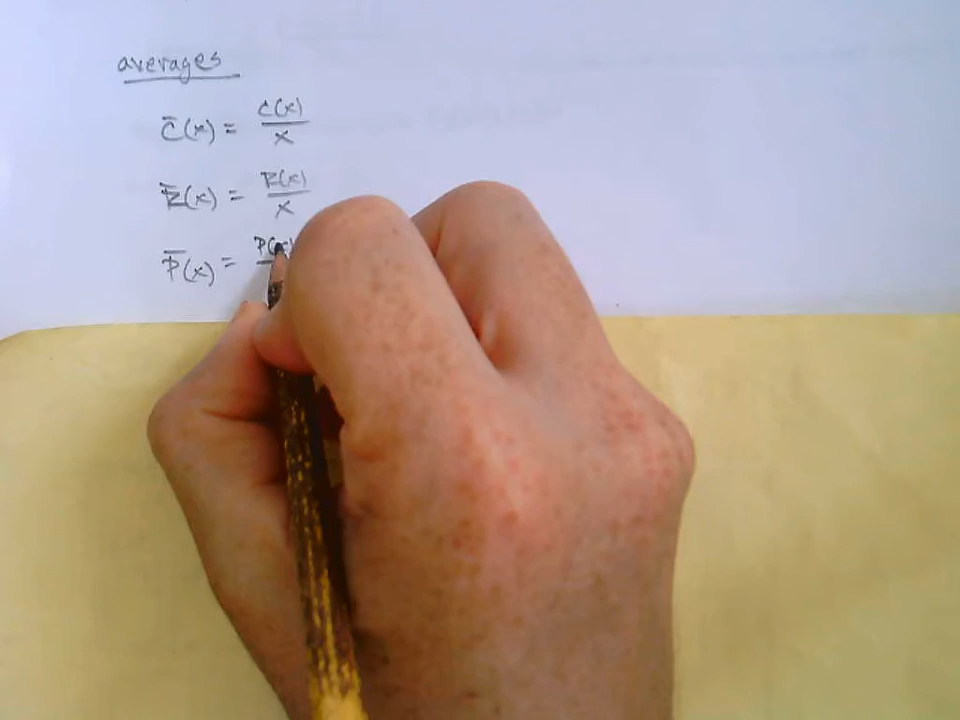 averages
C̄(x) = C(x)/x
R̄(x) = R(x)/x
P̄(x) = P(x)